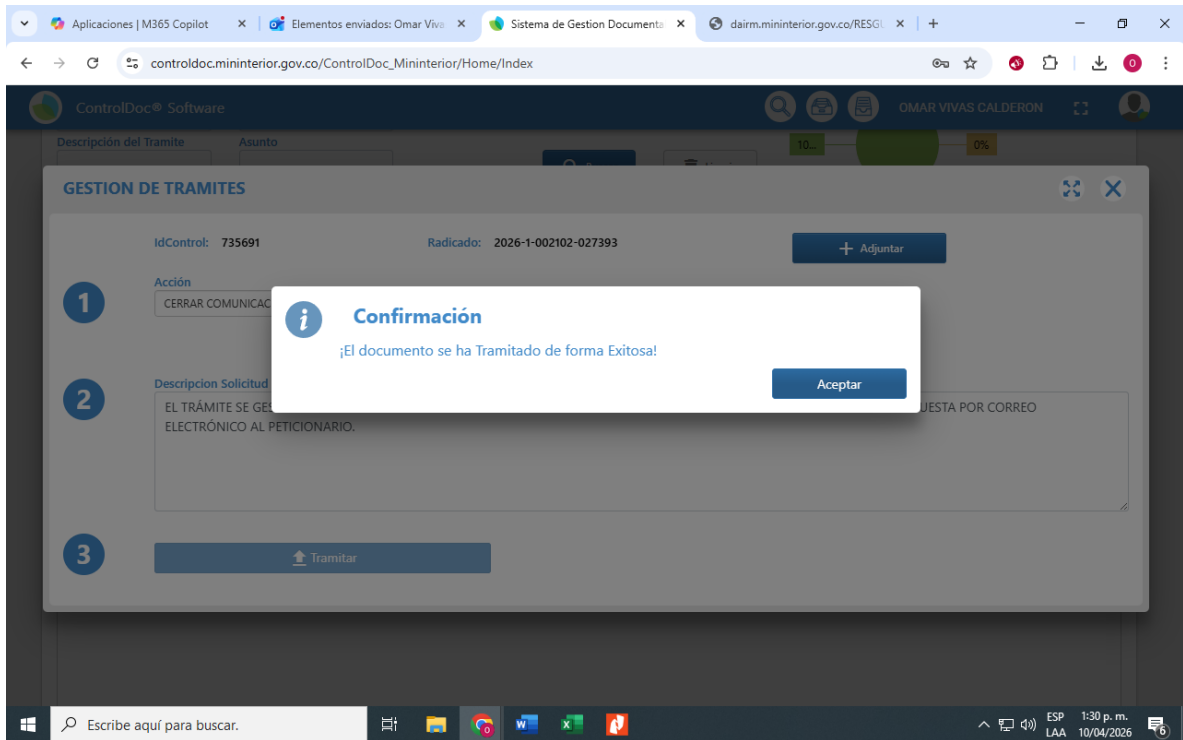 Aplicaciones | M365 Copilot
Elementos enviados: Omar Viva
Sistema de Gestion Documenta
dairm.mininterior.gov.co/RESGU
controldoc.mininterior.gov.co/ControlDoc_Mininterior/Home/Index
ControlDoc® Software
OMAR VIVAS CALDERON
Descripción del Tramite Asunto
10... 0%
GESTION DE TRAMITES
IdControl: 735691 Radicado: 2026-1-002102-027393 + Adjuntar
Acción
1 CERRAR COMUNICAC
Confirmación
¡El documento se ha Tramitado de forma Exitosa!
Aceptar
Descripcion Solicitud
2
EL TRÁMITE SE GES UESTA POR CORREO
ELECTRÓNICO AL PETICIONARIO.
3 Tramitar
Escribe aquí para buscar.
ESP 1:30 p. m.
LAA 10/04/2026
6